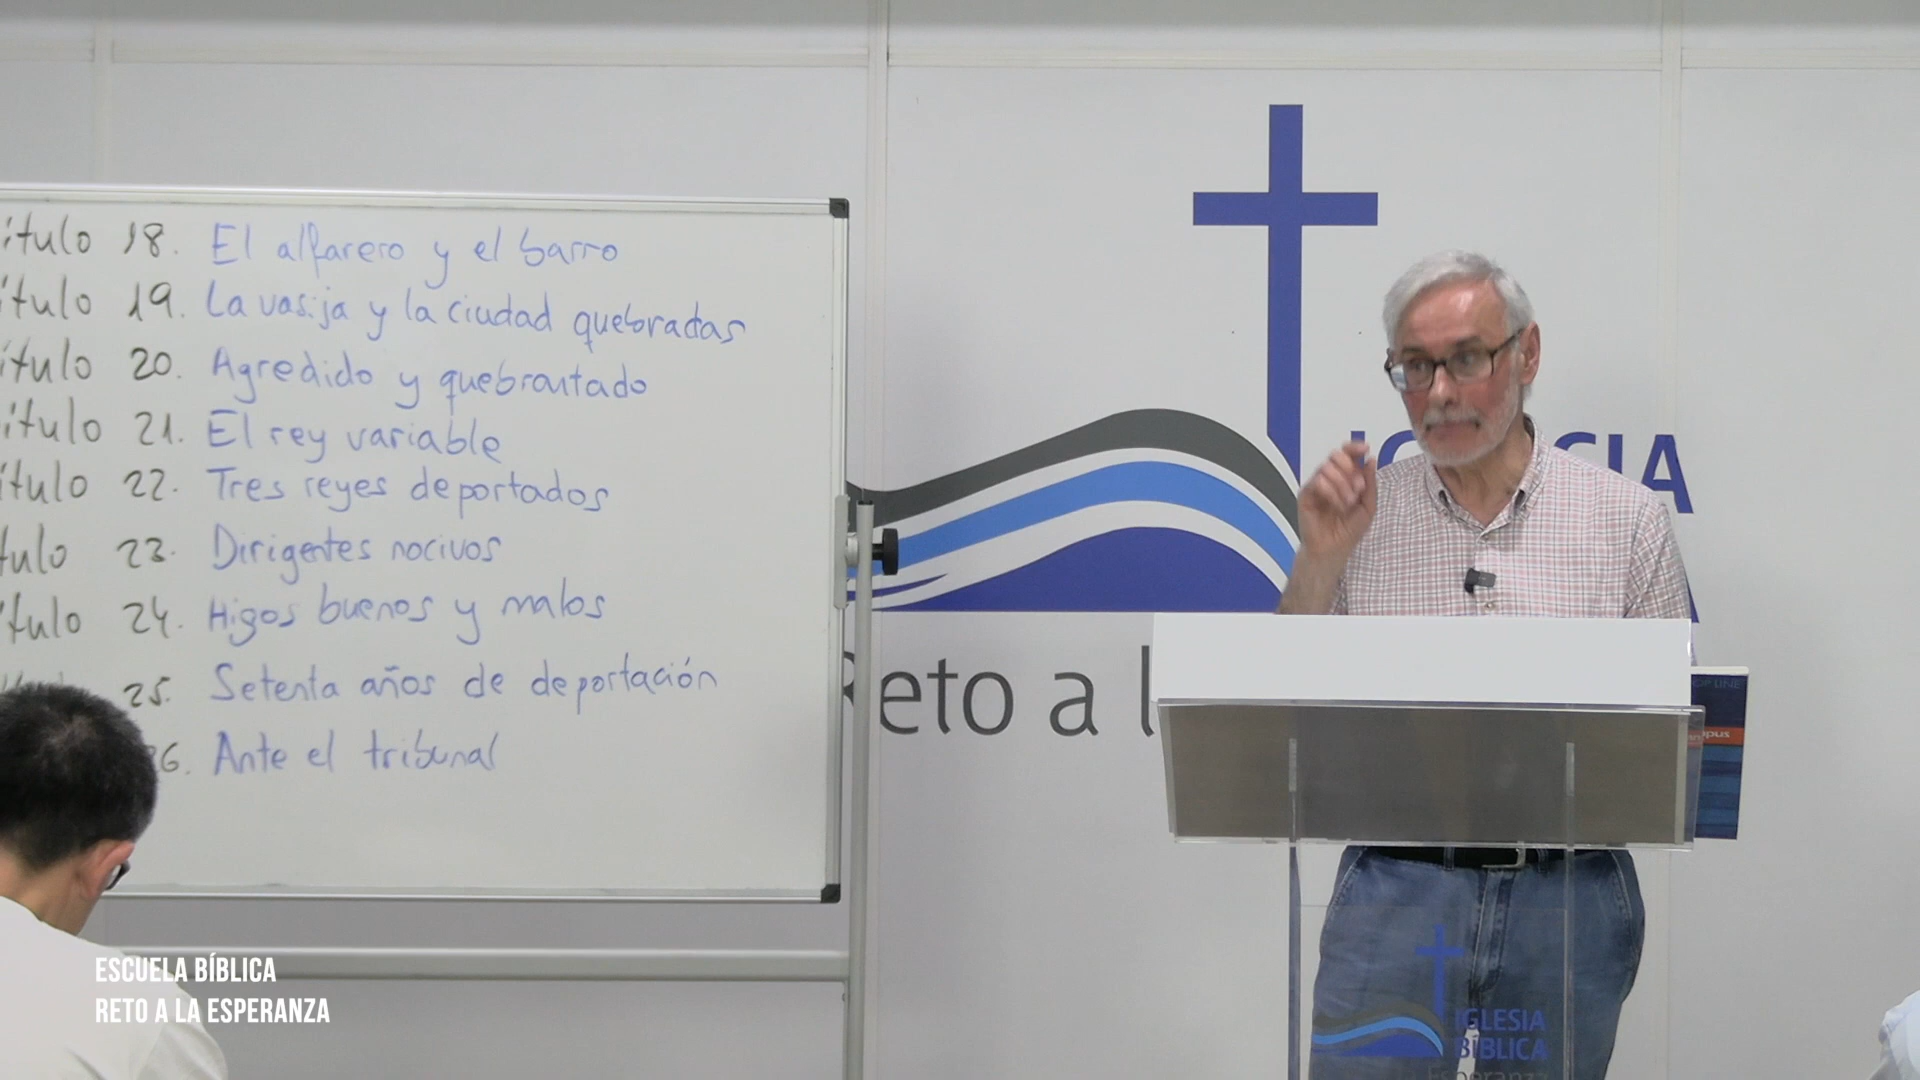 ítulo 18. El alfarero y el barro
ítulo 19. La vasija y la ciudad quebradas
ítulo 20. Agredido y quebrantado
ítulo 21. El rey variable
ítulo 22. Tres reyes deportados
tulo 23. Dirigentes nocivos
ítulo 24. Higos buenos y malos
25. Setenta años de deportación
26. Ante el tribunal
IGLESIA
Reto a l
ESCUELA BÍBLICA
RETO A LA ESPERANZA
IGLESIA
BÍBLICA
Esperanza